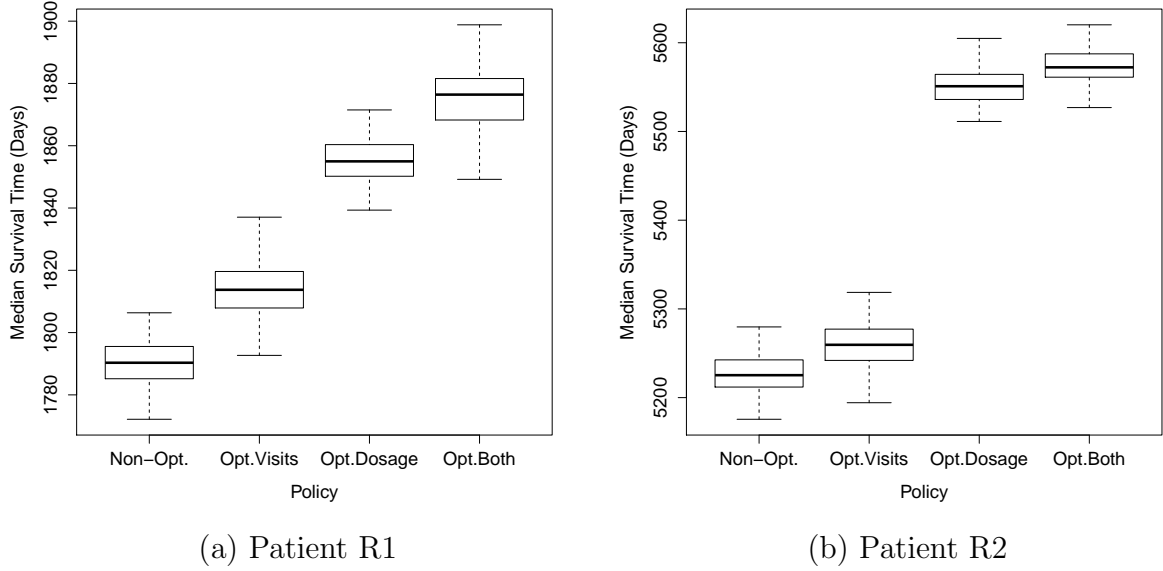 1780 1800 1820 1840 1860 1880 1900
Median Survival Time (Days)
Non−Opt. Opt.Visits Opt.Dosage Opt.Both
Policy
(a) Patient R1
5200 5300 5400 5500 5600
Median Survival Time (Days)
Non−Opt. Opt.Visits Opt.Dosage Opt.Both
Policy
(b) Patient R2